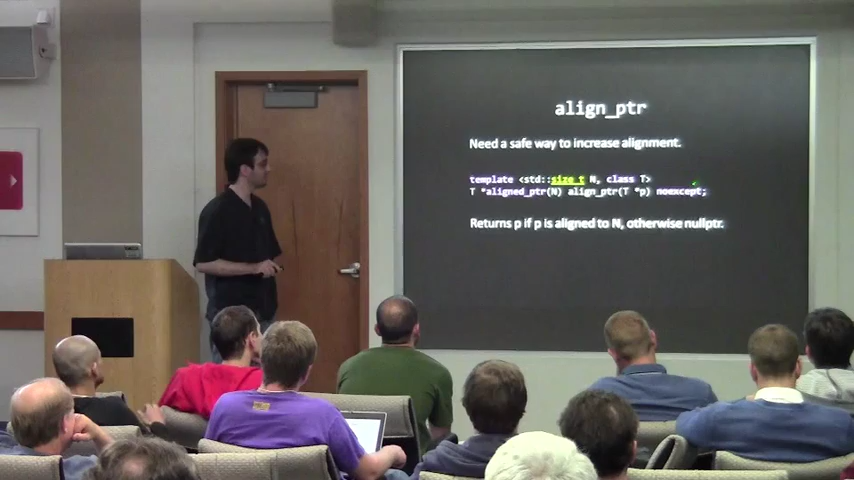 align_ptr
Need a safe way to increase alignment.
template <std::size_t N, class T>
T *aligned_ptr(N) align_ptr(T *p) noexcept;
Returns p if p is aligned to N, otherwise nullptr.